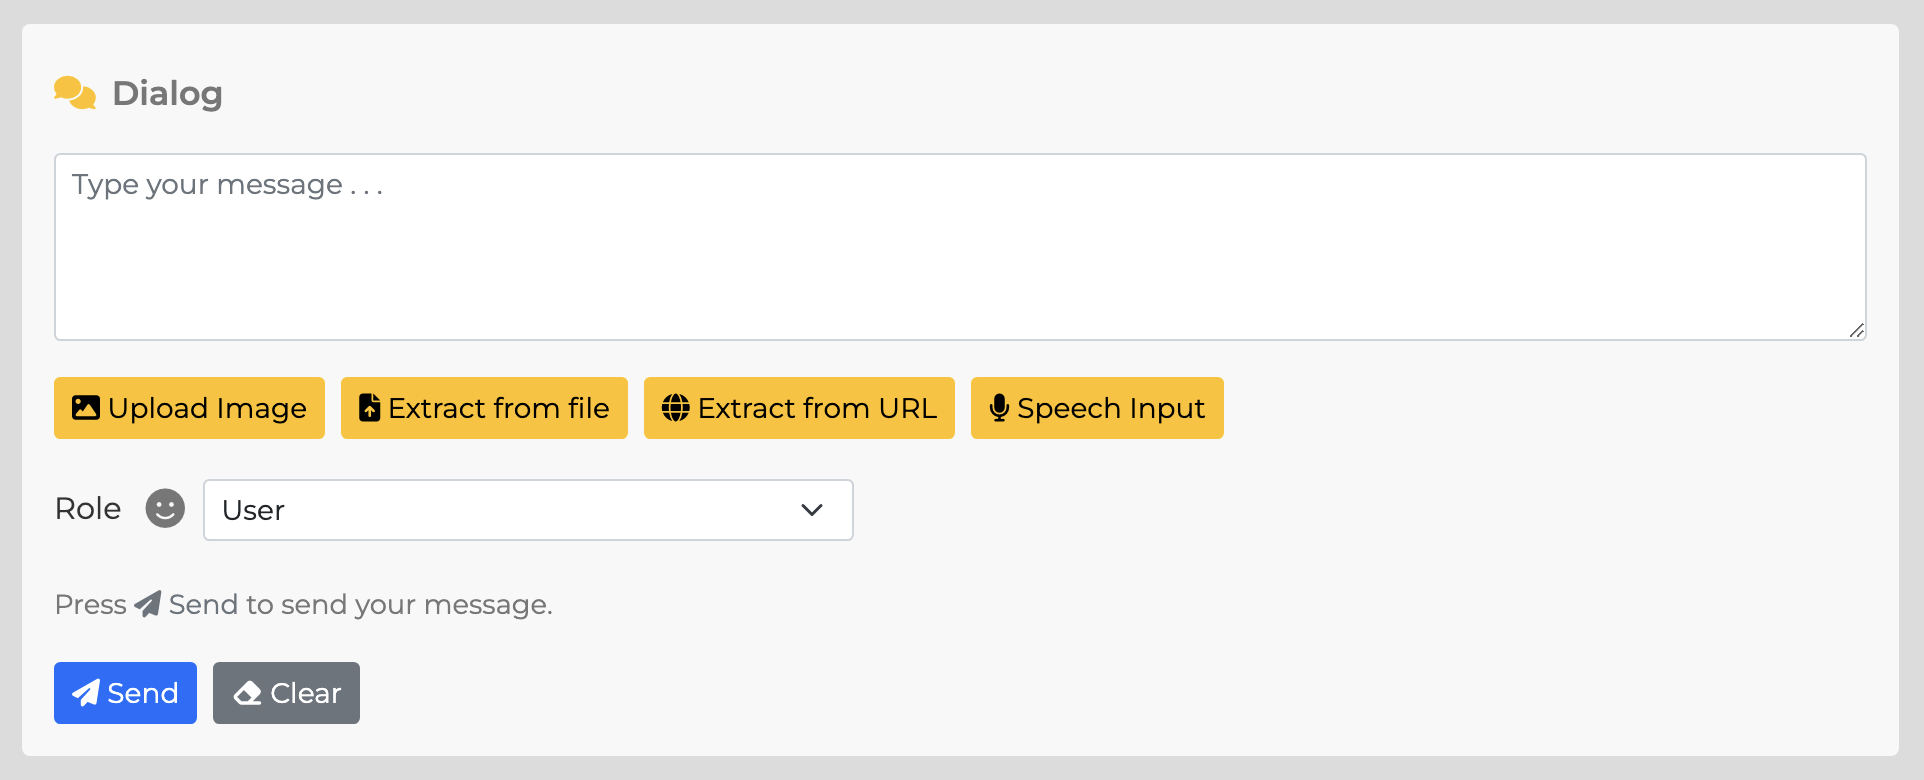 Dialog
Type your message . . .
Upload Image Extract from file Extract from URL Speech Input
Role User
Press Send to send your message.
Send Clear